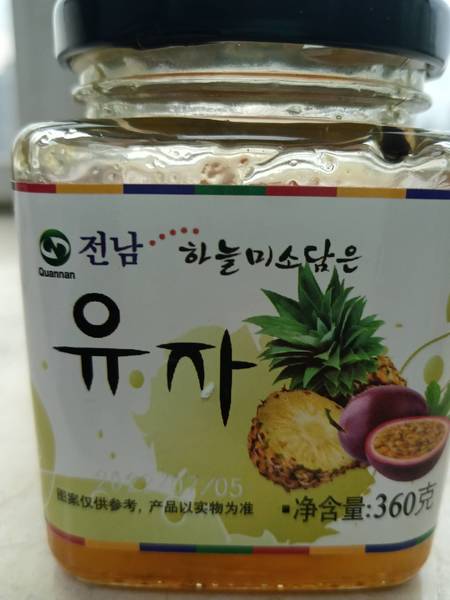 전남 하늘미소담은
Quannan
유자
图案仅供参考，产品以实物为准
■净含量:360克